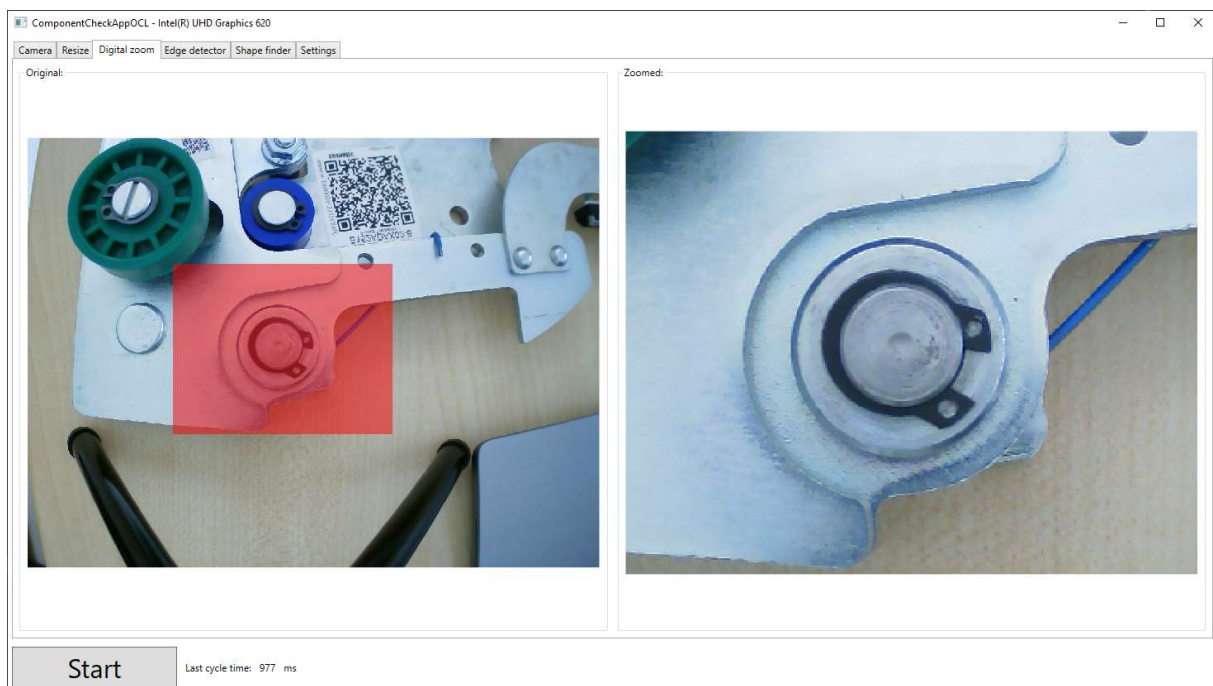 ComponentCheckAppOCL - Intel(R) UHD Graphics 620
Camera Resize Digital zoom Edge detector Shape finder Settings
Original:
Zoomed:
Start
Last cycle time: 977 ms